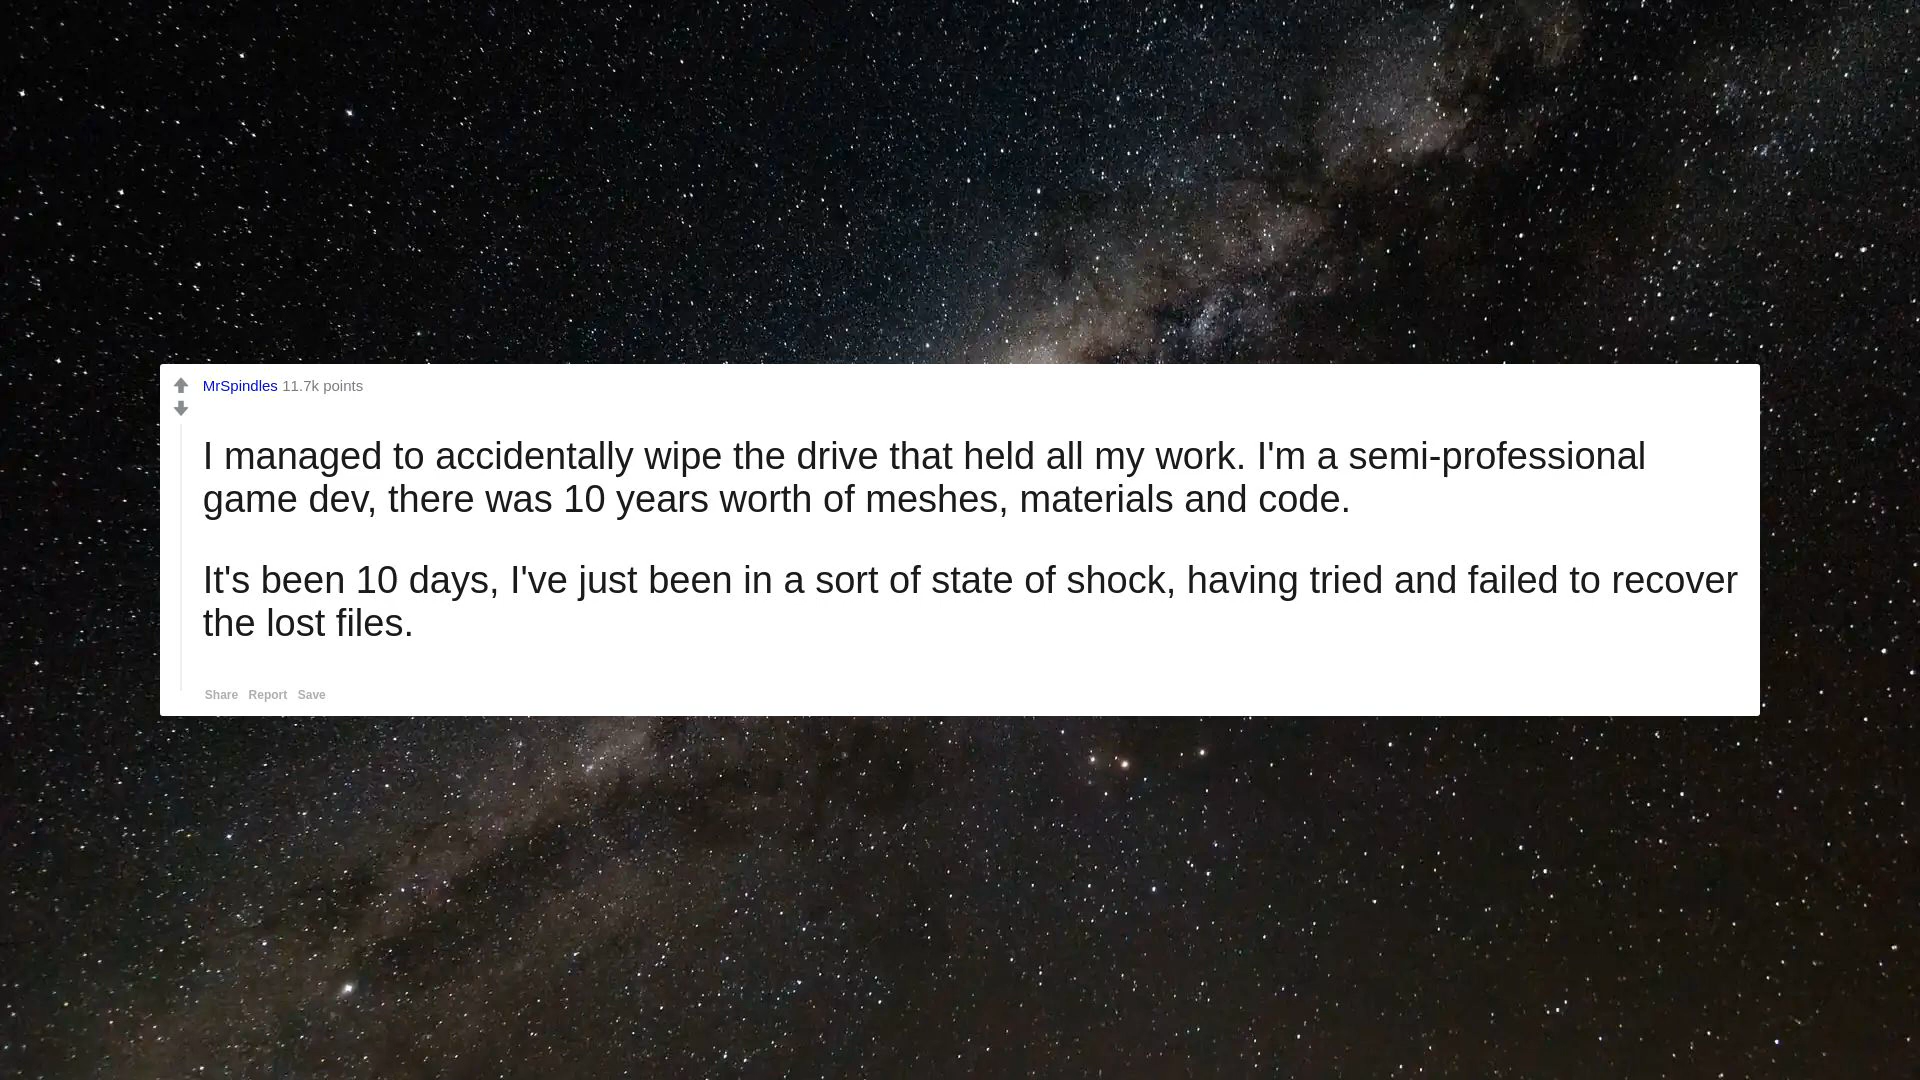 MrSpindles 11.7k points
I managed to accidentally wipe the drive that held all my work. I'm a semi-professional
game dev, there was 10 years worth of meshes, materials and code.
It's been 10 days, I've just been in a sort of state of shock, having tried and failed to recover
the lost files.
Share Report Save